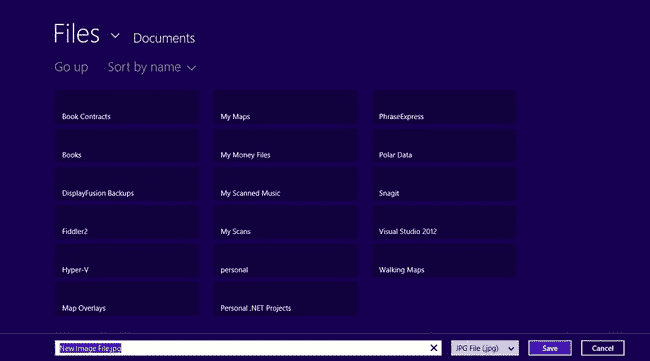 Files Documents
Go up Sort by name
Book Contracts My Maps PhraseExpress
Books My Money Files Polar Data
DisplayFusion Backups My Scanned Music Snagit
Fiddler2 My Scans Visual Studio 2012
Hyper-V personal Walking Maps
Map Overlays Personal .NET Projects
New Image File.jpg JPG File (.jpg) Save Cancel